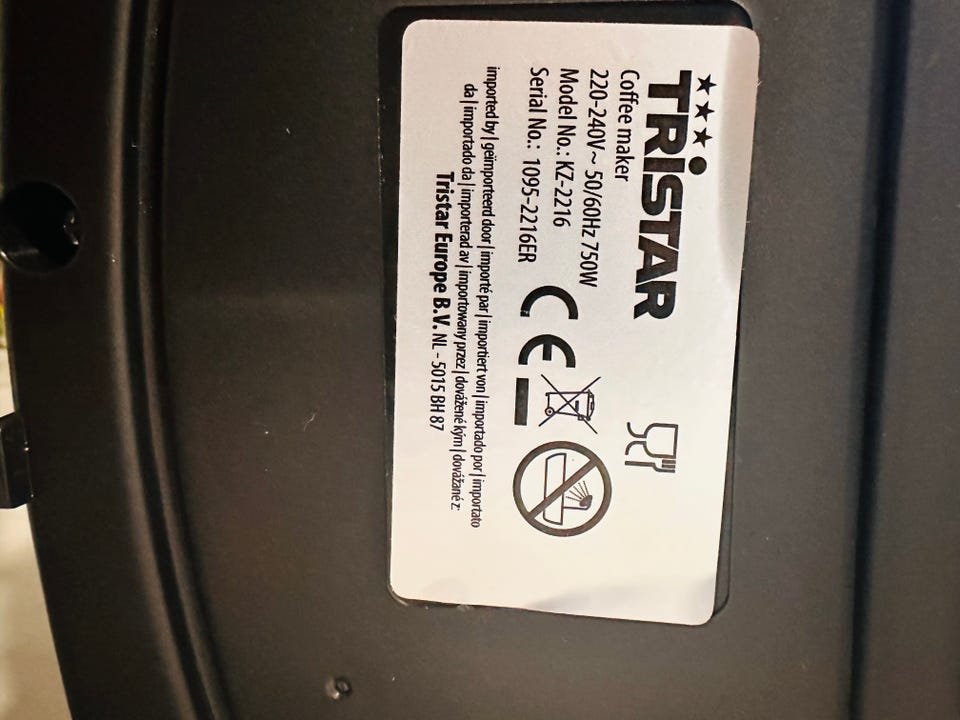 TRiSTAR
Coffee maker
220-240V~ 50/60Hz 750W
Model No.: KZ-2216
Serial No.: 1095-2216ER
CE
imported by | geïmporteerd door | importé par | importiert von | importado por | importato
da | importado da | importerad av | importowany przez | dovážené kým | dovážané z:
Tristar Europe B.V. NL - 5015 BH 87